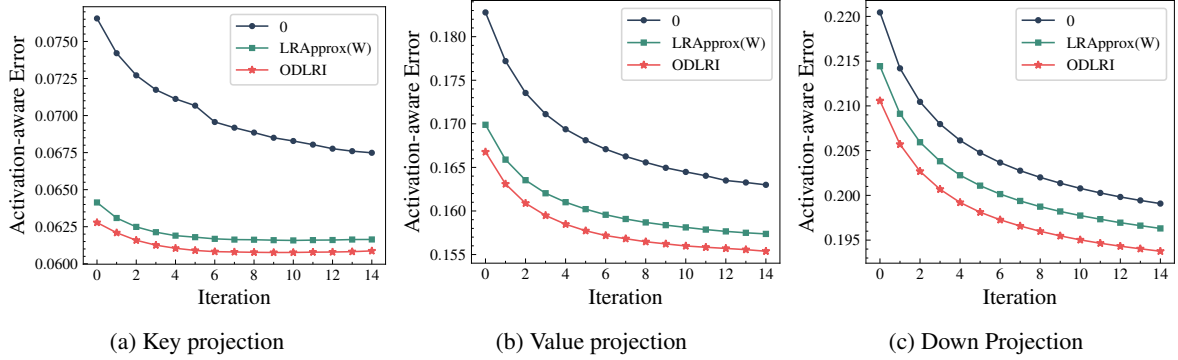 Activation-aware Error
0.0750
0.0725
0.0700
0.0675
0.0650
0.0625
0.0600
0
LRApprox(W)
ODLRI
0 2 4 6 8 10 12 14
Iteration
(a) Key projection
Activation-aware Error
0.180
0.175
0.170
0.165
0.160
0.155
0
LRApprox(W)
ODLRI
0 2 4 6 8 10 12 14
Iteration
(b) Value projection
Activation-aware Error
0.220
0.215
0.210
0.205
0.200
0.195
0
LRApprox(W)
ODLRI
0 2 4 6 8 10 12 14
Iteration
(c) Down Projection